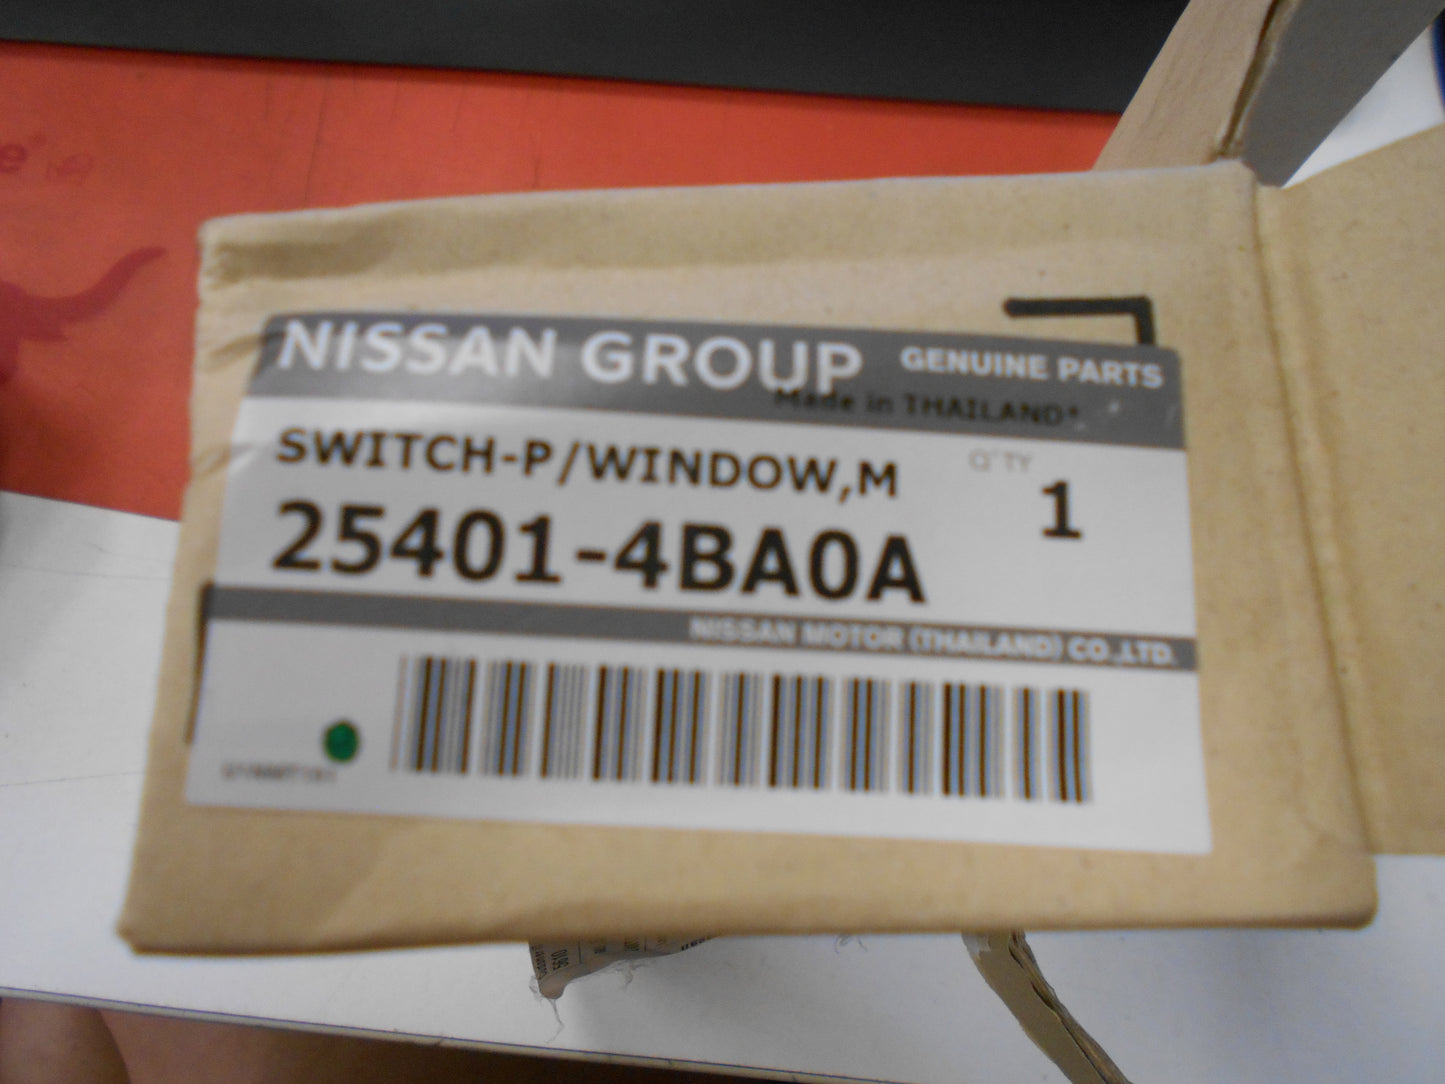 NISSAN GROUP GENUINE PARTS
Made in THAILAND*
SWITCH-P/WINDOW,M Q'TY
25401-4BA0A 1
NISSAN MOTOR (THAILAND) CO.,LTD.